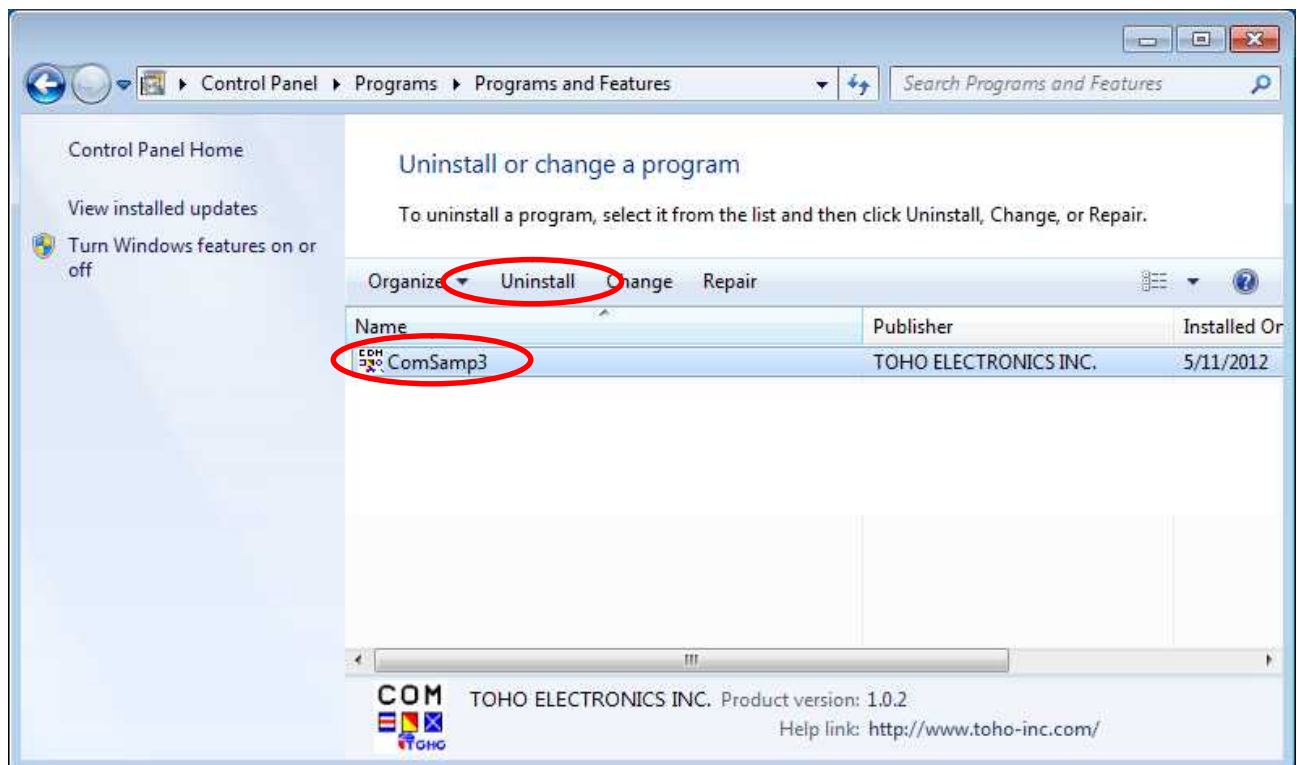 Control Panel Programs Programs and Features
Search Programs and Features
Control Panel Home
View installed updates
Turn Windows features on or
off
Uninstall or change a program
To uninstall a program, select it from the list and then click Uninstall, Change, or Repair.
Organize Uninstall Change Repair
Name Publisher Installed On
COM ComSamp3 TOHO ELECTRONICS INC. 5/11/2012
COM
TOHO
TOHO ELECTRONICS INC. Product version: 1.0.2
Help link: http://www.toho-inc.com/